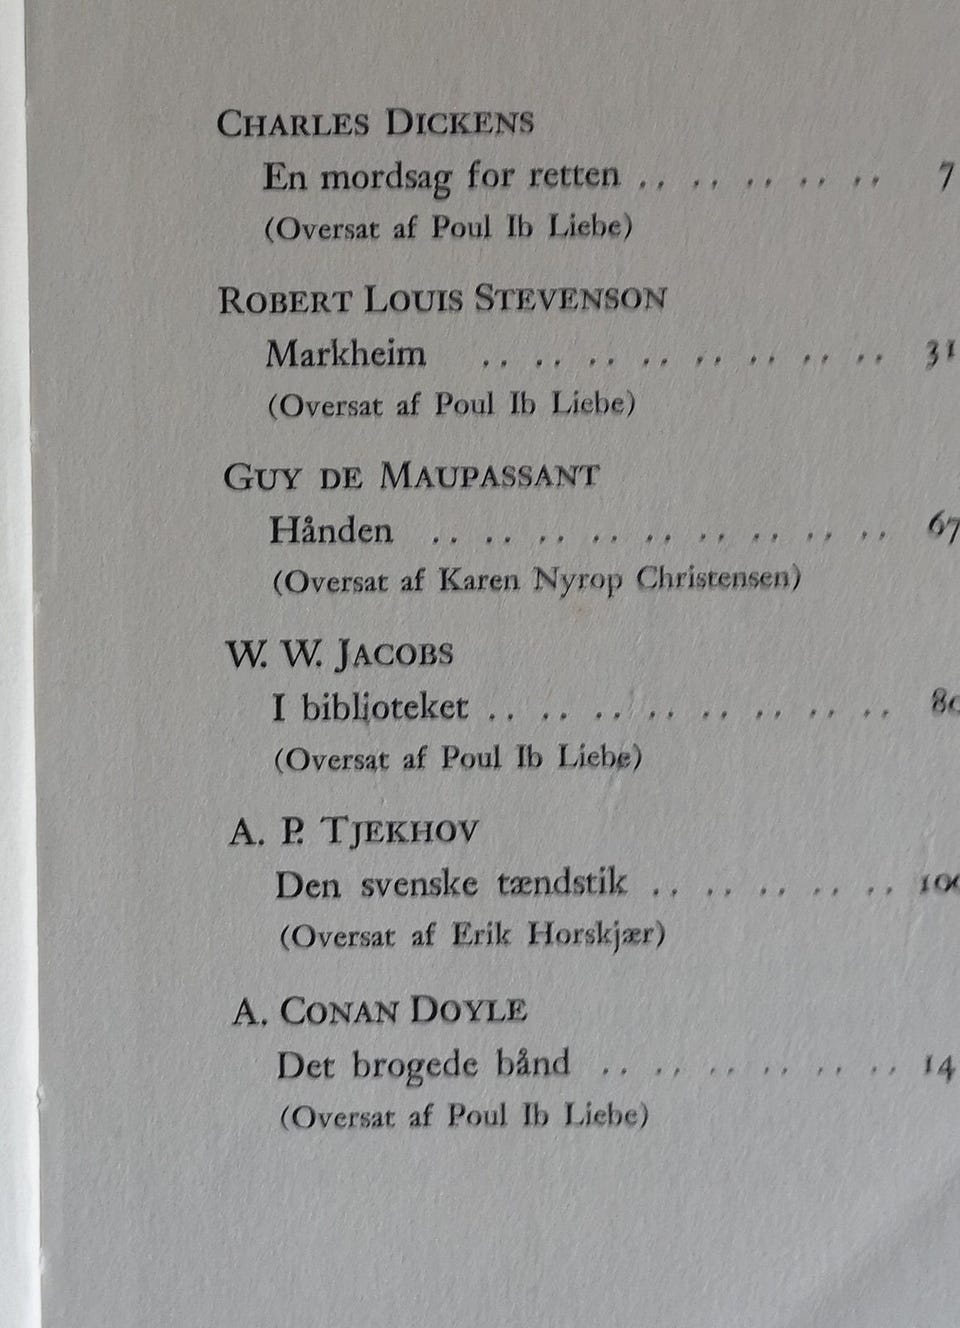 CHARLES DICKENS
En mordsag for retten .. .. .. .. .. 7
(Oversat af Poul Ib Liebe)
ROBERT LOUIS STEVENSON
Markheim .. .. .. .. .. .. .. .. 31
(Oversat af Poul Ib Liebe)
GUY DE MAUPASSANT
Hånden .. .. .. .. .. .. .. .. .. 67
(Oversat af Karen Nyrop Christensen)
W. W. JACOBS
I biblioteket .. .. .. .. .. .. .. ..
(Oversat af Poul Ib Liebe)
A. P. TJEKHOV
Den svenske tændstik .. .. .. .. ..
(Oversat af Erik Horskjær)
A. CONAN DOYLE
Det brogede bånd .. .. .. .. .. ..
(Oversat af Poul Ib Liebe)